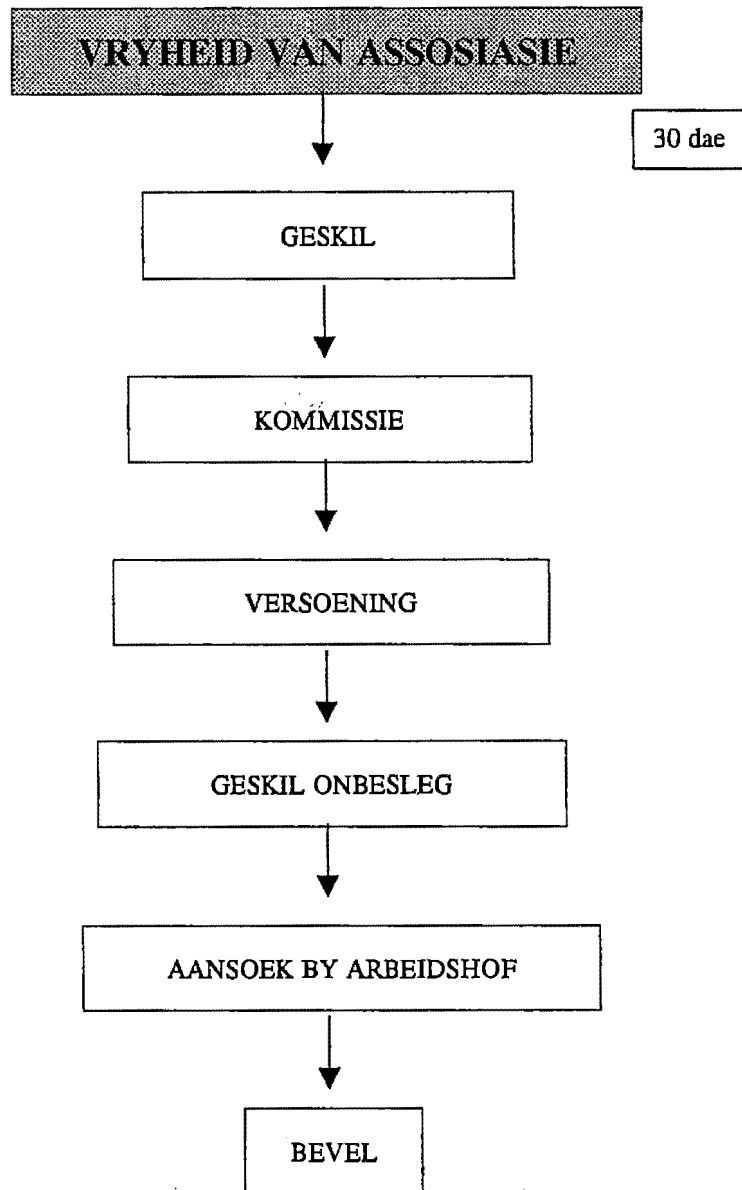 VRYHEID VAN ASSOSIASIE
30 dae
GESKIL
KOMMISSIE
VERSOENING
GESKIL ONBESLEG
AANSOEK BY ARBEIDSHOF
BEVEL